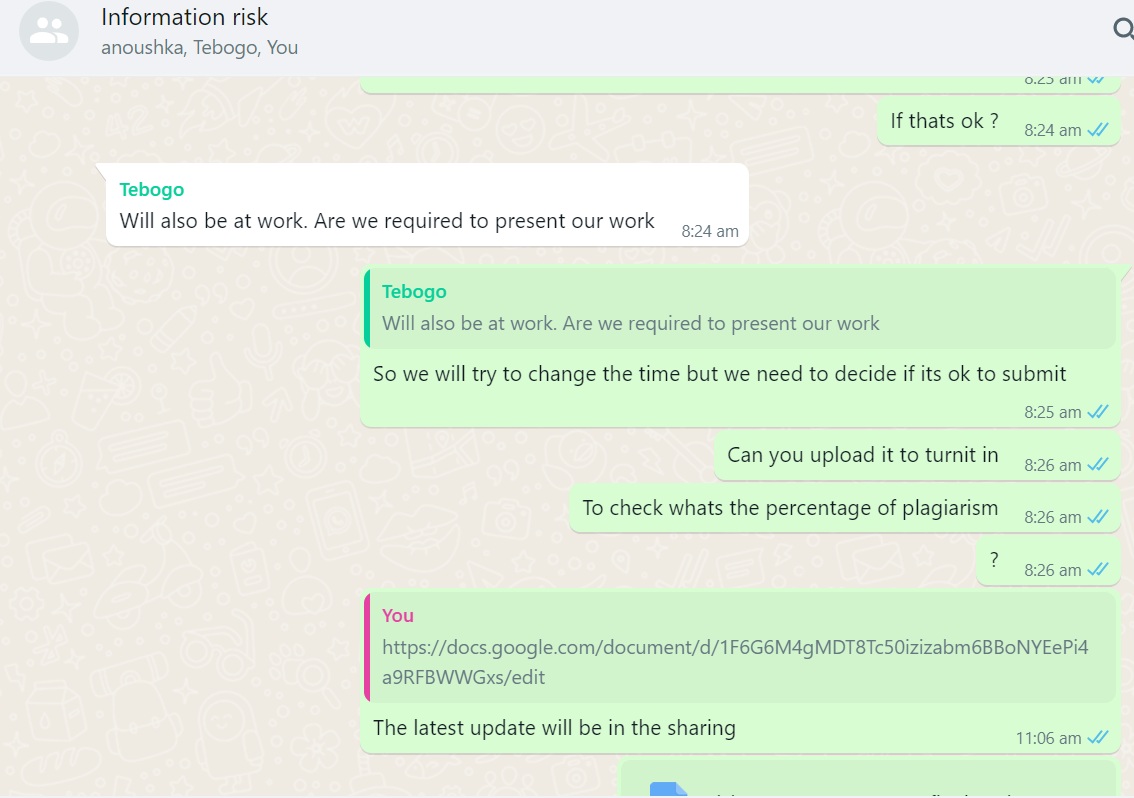 Information risk
anoushka, Tebogo, You
8:23 am
If thats ok ?
8:24 am
Tebogo
Will also be at work. Are we required to present our work
8:24 am
Tebogo
Will also be at work. Are we required to present our work
So we will try to change the time but we need to decide if its ok to submit
8:25 am
Can you upload it to turnit in
8:26 am
To check whats the percentage of plagiarism
8:26 am
?
8:26 am
You
https://docs.google.com/document/d/1F6G6M4gMDT8Tc50izizabm6BBoNYEePi4
a9RFBWWGxs/edit
The latest update will be in the sharing
11:06 am